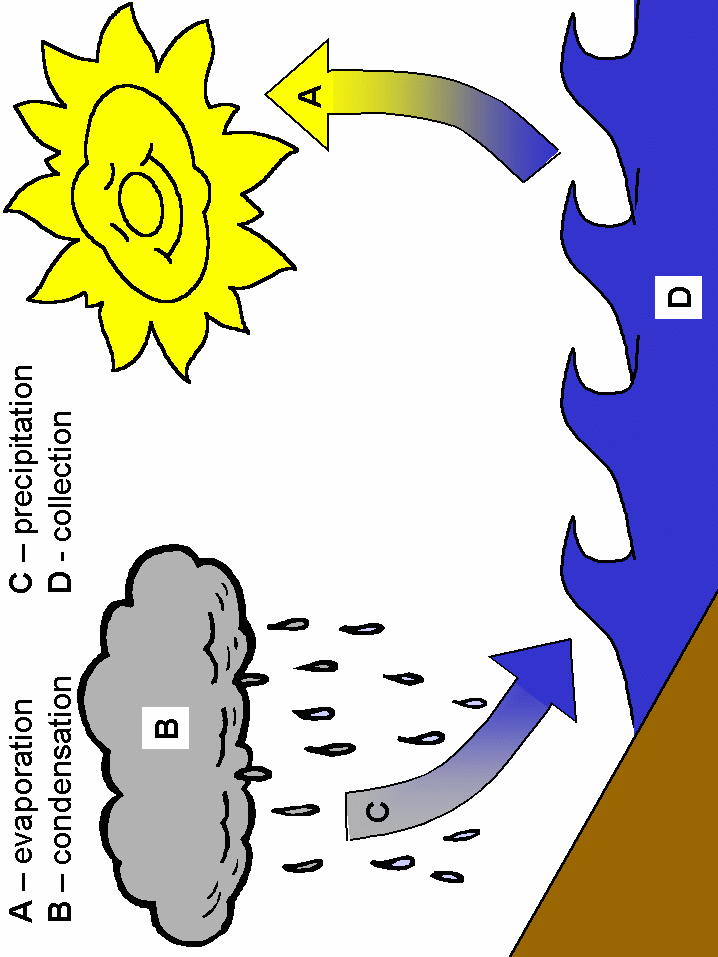 A – evaporation
B – condensation
C – precipitation
D - collection
B
C
A
D